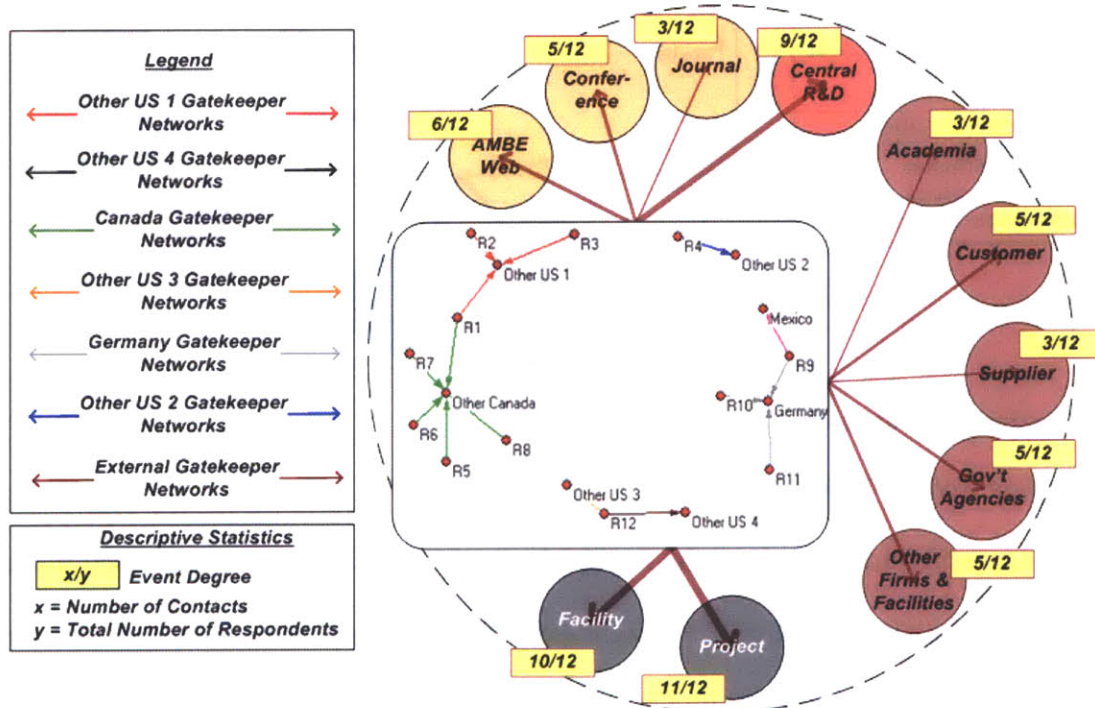 Legend
Other US 1 Gatekeeper
Networks
Other US 4 Gatekeeper
Networks
Canada Gatekeeper
Networks
Other US 3 Gatekeeper
Networks
Germany Gatekeeper
Networks
Other US 2 Gatekeeper
Networks
External Gatekeeper
Networks
Descriptive Statistics
x/y
Event Degree
x = Number of Contacts
y = Total Number of Respondents
6/12
AMBE
Web
5/12
Confer-
ence
3/12
Journal
9/12
Central
R&D
3/12
Academia
5/12
Customer
3/12
Supplier
5/12
Gov't
Agencies
5/12
Other
Firms &
Facilities
R2
R3
Other US 1
R4
Other US 2
R1
Mexico
R7
R9
Other Canada
R10
Germany
R6
R8
R5
R11
Other US 3
R12
Other US 4
Facility
10/12
Project
11/12